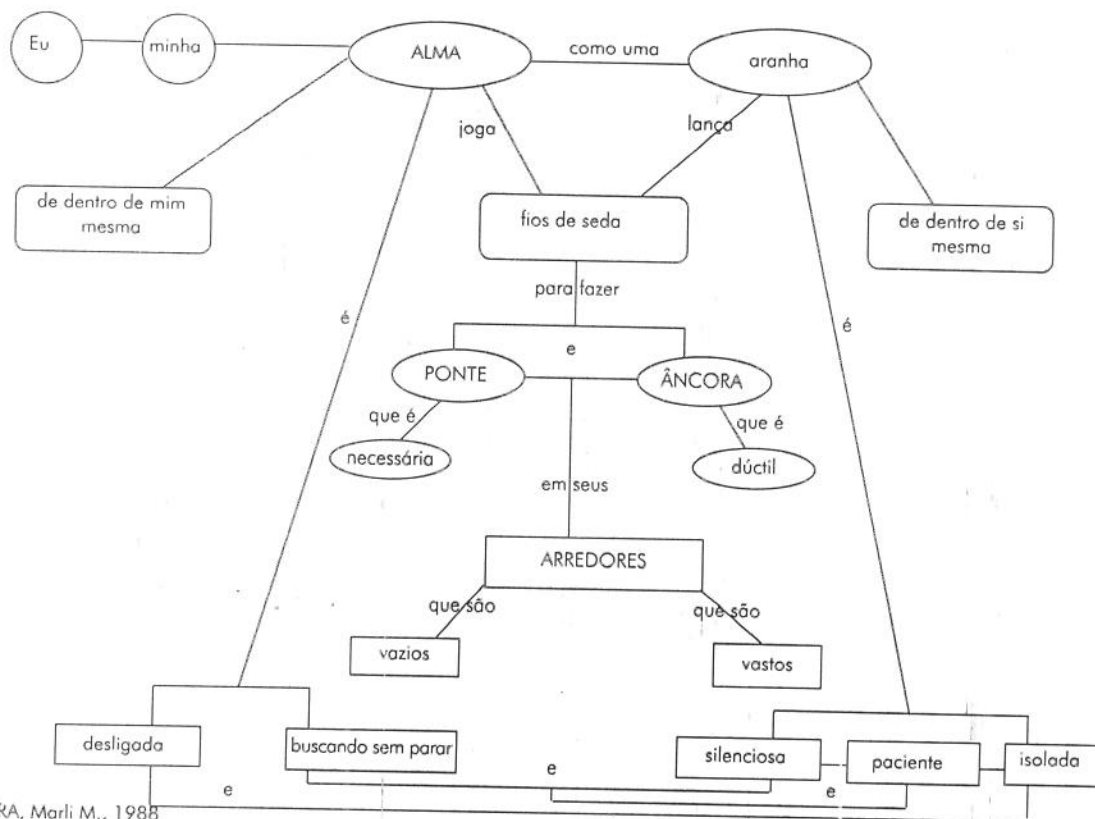 Eu
minha
ALMA
como uma
aranha
joga
lança
de dentro de mim
mesma
fios de seda
de dentro de si
mesma
para fazer
é
é
e
PONTE
ÂNCORA
que é
que é
necessária
dúctil
em seus
ARREDORES
que são
que são
vazios
vastos
desligada
buscando sem parar
silenciosa
paciente
isolada
e
e
e
RA, Marli M., 1988